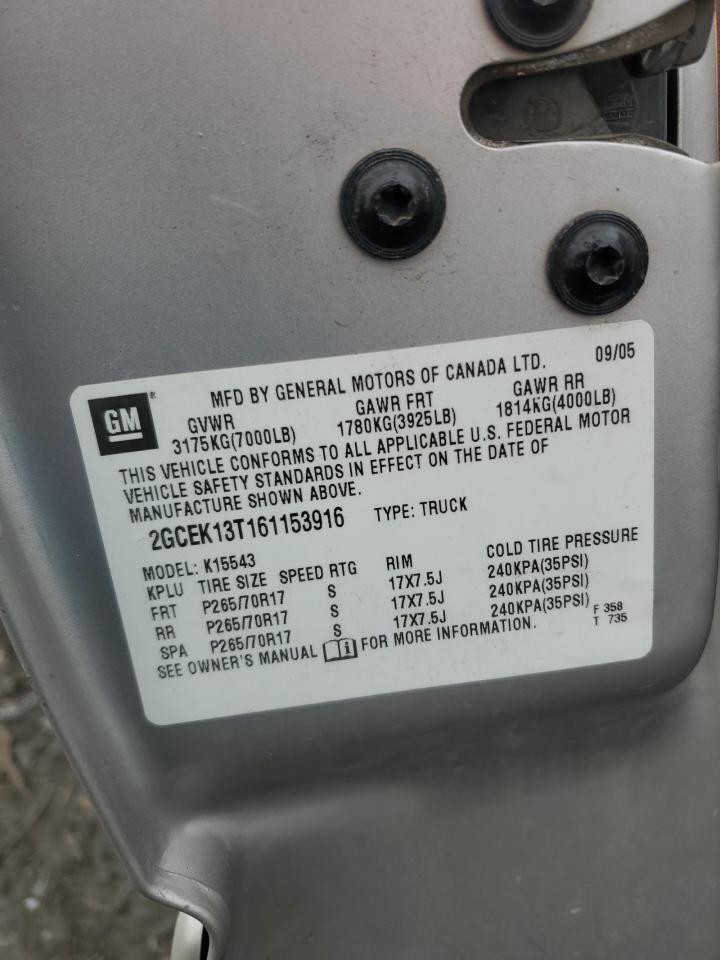 MFD BY GENERAL MOTORS OF CANADA LTD. 09/05
GM®
GVWR GAWR FRT GAWR RR
3175KG(7000LB) 1780KG(3925LB) 1814KG(4000LB)
THIS VEHICLE CONFORMS TO ALL APPLICABLE U.S. FEDERAL MOTOR
VEHICLE SAFETY STANDARDS IN EFFECT ON THE DATE OF
MANUFACTURE SHOWN ABOVE.
2GCEK13T161153916 TYPE: TRUCK
MODEL: K15543
KPLU TIRE SIZE SPEED RTG RIM COLD TIRE PRESSURE
FRT P265/70R17 S 17X7.5J 240KPA(35PSI)
RR P265/70R17 S 17X7.5J 240KPA(35PSI)
SPA P265/70R17 S 17X7.5J 240KPA(35PSI)
SEE OWNER'S MANUAL i FOR MORE INFORMATION.
F 358
T 735